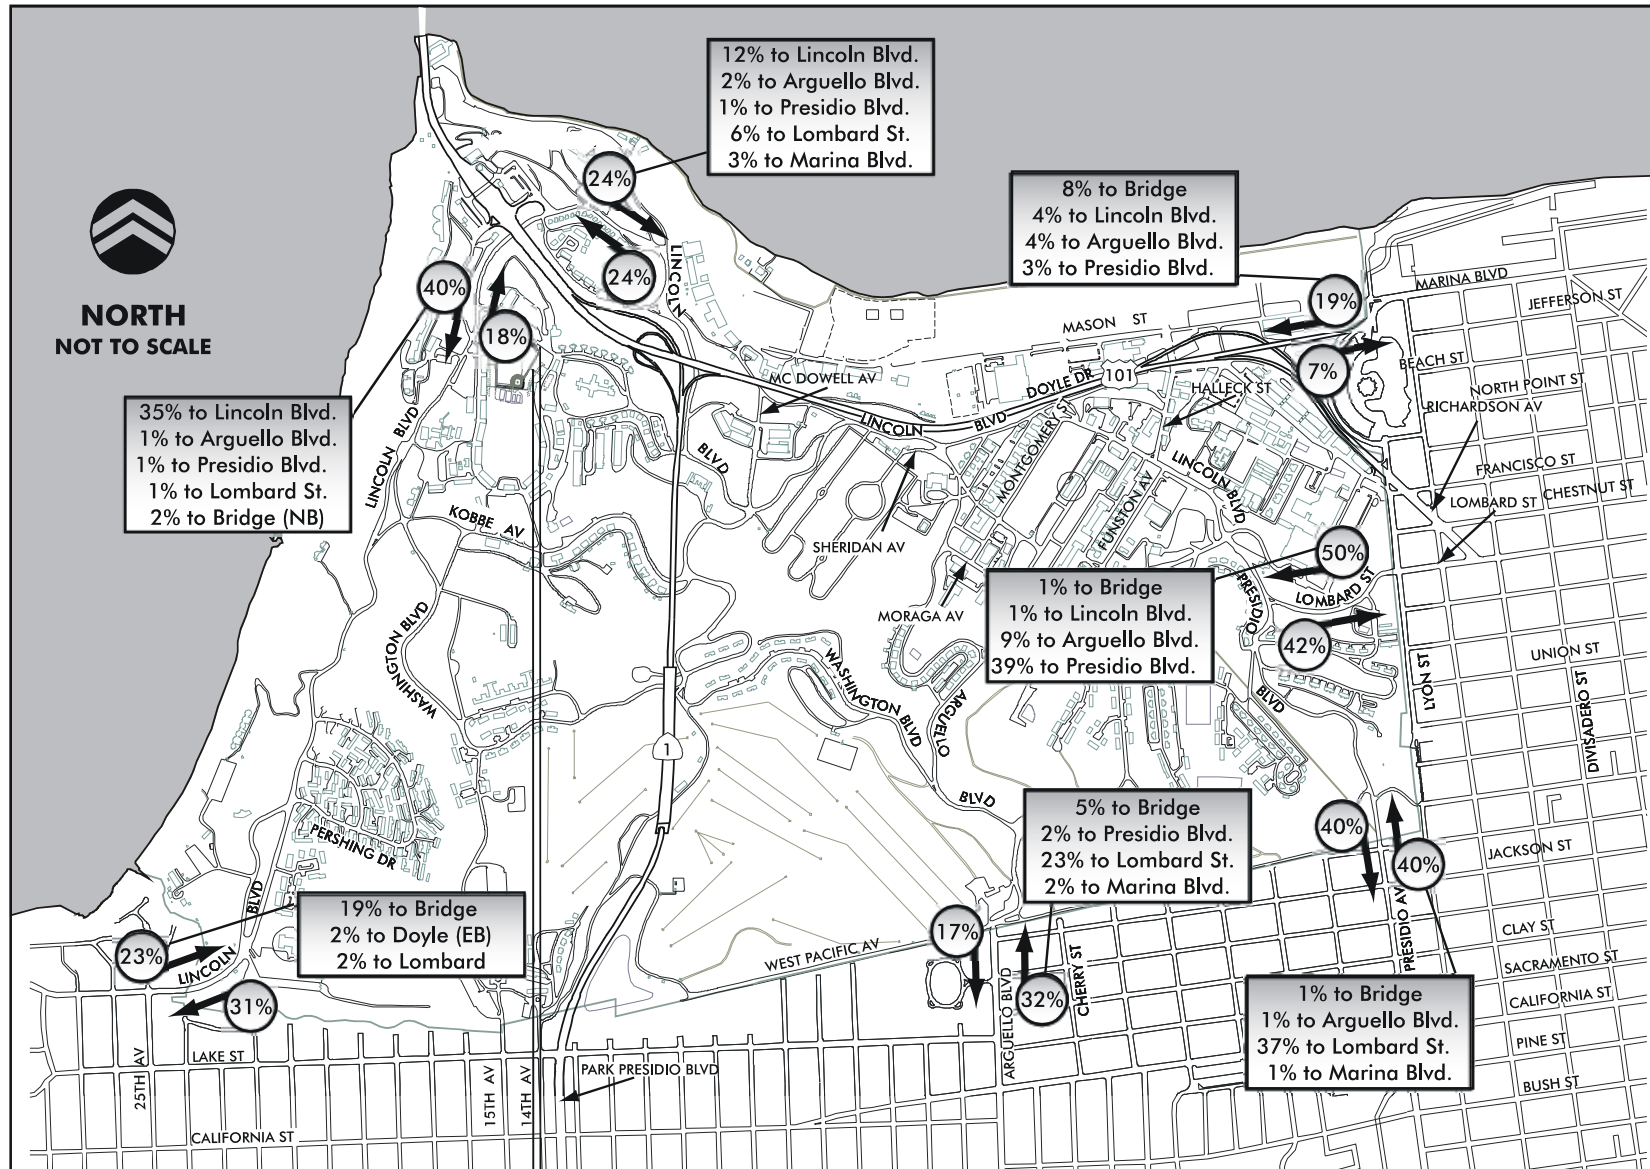 12% to Lincoln Blvd.
2% to Arguello Blvd.
1% to Presidio Blvd.
6% to Lombard St.
3% to Marina Blvd.
24%
24%
LINCOLN
8% to Bridge
4% to Lincoln Blvd.
4% to Arguello Blvd.
3% to Presidio Blvd.
19%
7%
MARINA BLVD
JEFFERSON ST
BEACH ST
NORTH POINT ST
RICHARDSON AV
FRANCISCO ST
CHESTNUT ST
LOMBARD ST
NORTH
NOT TO SCALE
40%
18%
35% to Lincoln Blvd.
1% to Arguello Blvd.
1% to Presidio Blvd.
1% to Lombard St.
2% to Bridge (NB)
MASON ST
DOYLE DR
101
HALLECK ST
MC DOWELL AV
LINCOLN
BLVD
BLVD
LINCOLN BLVD
KOBBE AV
WASHINGTON BLVD
SHERIDAN AV
MONTGOMERY S
FUNSTON AV
LINCOLN BLVD
MORAGA AV
50%
LOMBARD ST
PRESIDIO
BLVD
42%
1% to Bridge
1% to Lincoln Blvd.
9% to Arguello Blvd.
39% to Presidio Blvd.
WASHINGTON BLVD
ARGUELLO
BLVD
1
LYON ST
UNION ST
DIVISADERO ST
PERSHING DR
5% to Bridge
2% to Presidio Blvd.
23% to Lombard St.
2% to Marina Blvd.
40%
40%
PRESIDIO AV
JACKSON ST
CLAY ST
SACRAMENTO ST
CALIFORNIA ST
PINE ST
BUSH ST
BLVD
LINCOLN
23%
31%
19% to Bridge
2% to Doyle (EB)
2% to Lombard
17%
32%
WEST PACIFIC AV
ARGUELLO BLVD
CHERRY ST
1% to Bridge
1% to Arguello Blvd.
37% to Lombard St.
1% to Marina Blvd.
LAKE ST
25TH AV
15TH AV
14TH AV
PARK PRESIDIO BLVD
CALIFORNIA ST